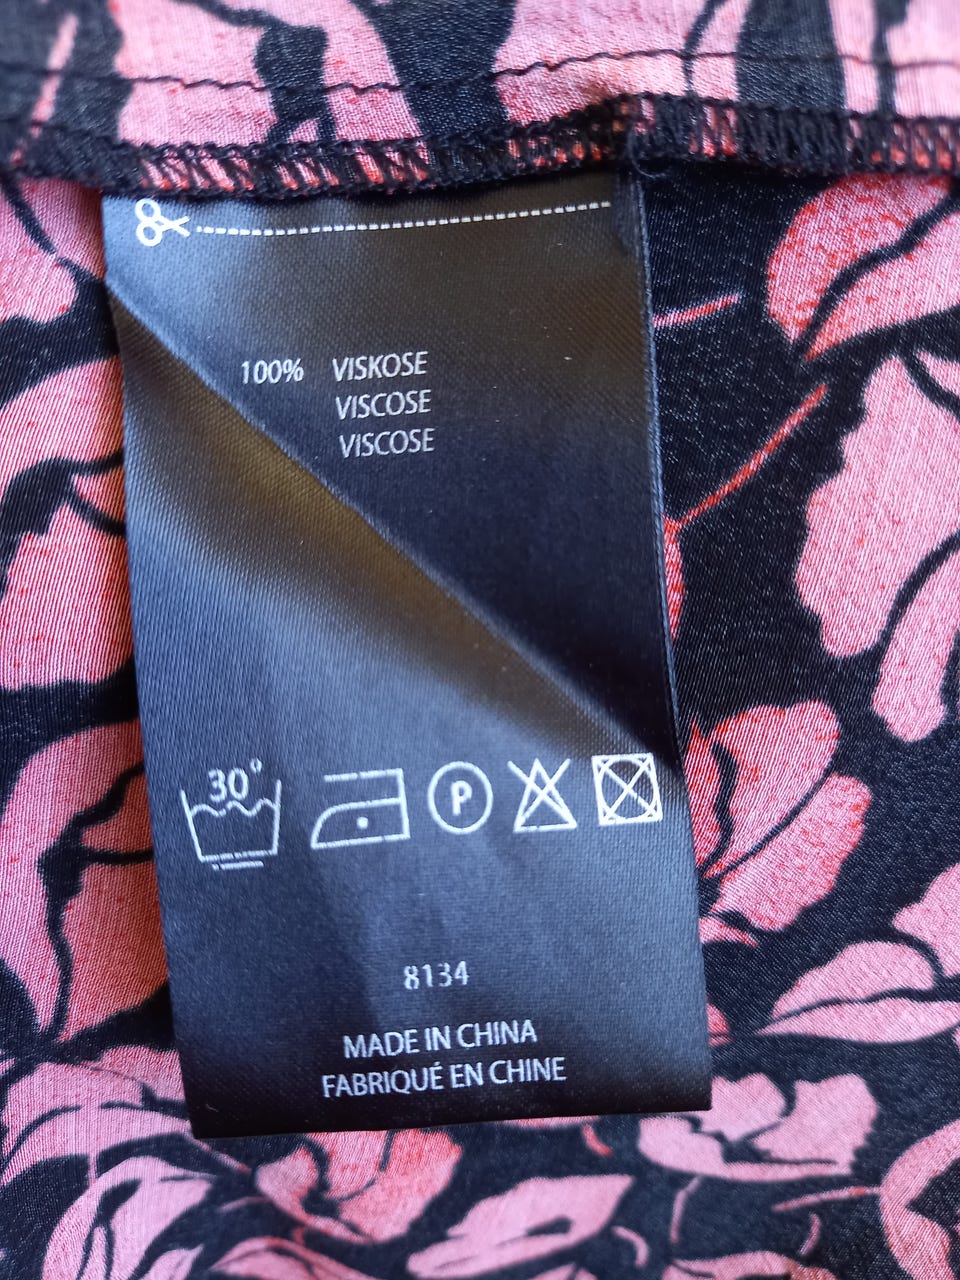 100% VISKOSE
VISCOSE
VISCOSE
30°
P
8134
MADE IN CHINA
FABRIQUÉ EN CHINE